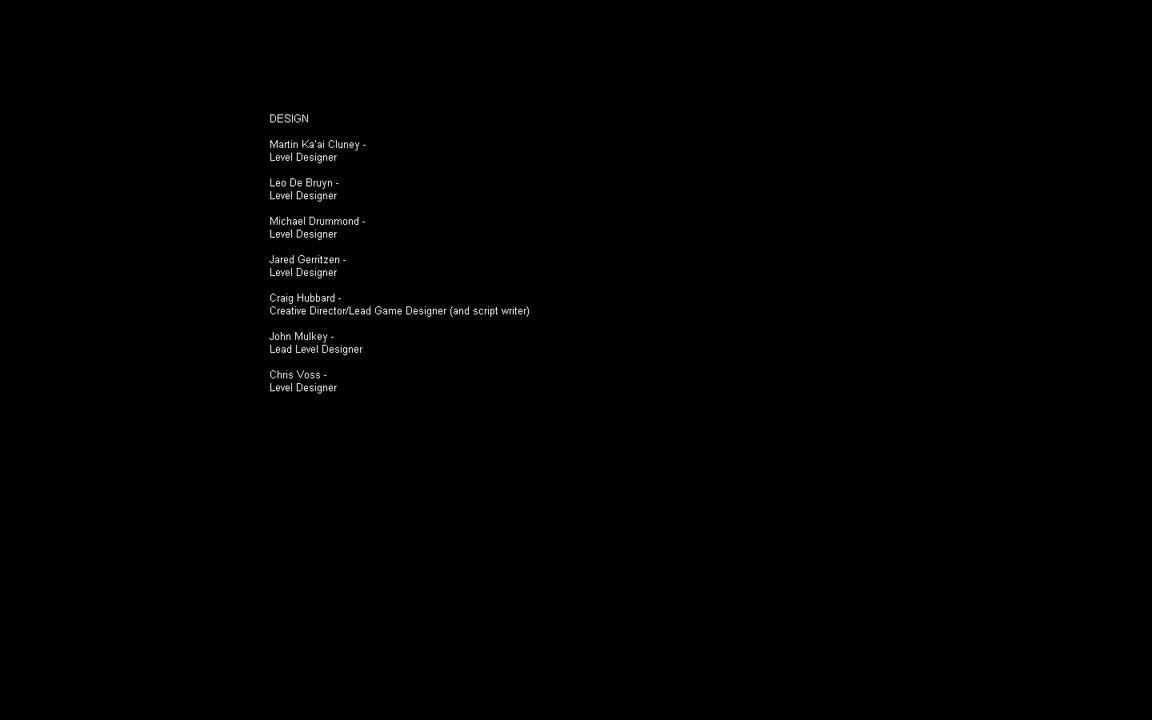 DESIGN
Martin Ka'ai Cluney -
Level Designer
Leo De Bruyn -
Level Designer
Michael Drummond -
Level Designer
Jared Gerritzen -
Level Designer
Craig Hubbard -
Creative Director/Lead Game Designer (and script writer)
John Mulkey -
Lead Level Designer
Chris Voss -
Level Designer